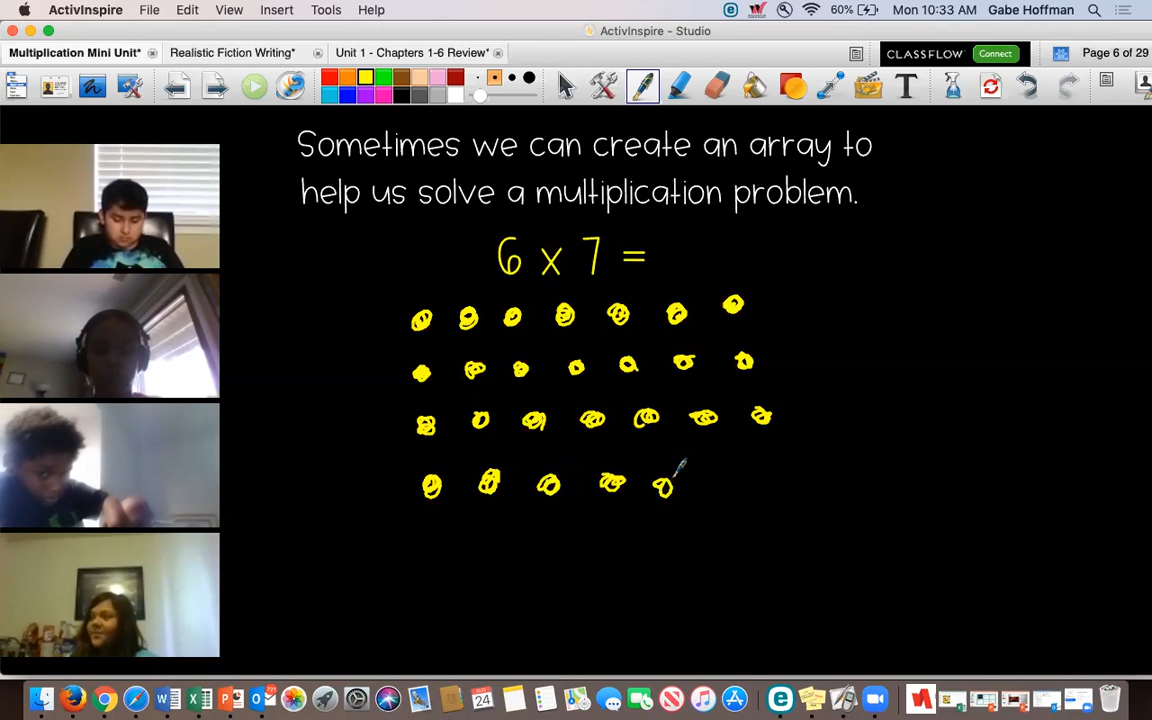 ActivInspire File Edit View Insert Tools Help 60% Mon 10:33 AM Gabe Hoffman
ActivInspire - Studio
Multiplication Mini Unit* Realistic Fiction Writing* Unit 1 - Chapters 1-6 Review* CLASSFLOW Connect Page 6 of 29
Sometimes we can create an array to
help us solve a multiplication problem.
6 x 7 =
AUG
24